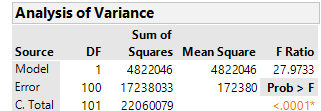 Analysis of Variance
Sum of
Source DF Squares Mean Square F Ratio
Model 1 4822046 4822046 27.9733
Error 100 17238033 172380 Prob > F
C. Total 101 22060079 <.0001*